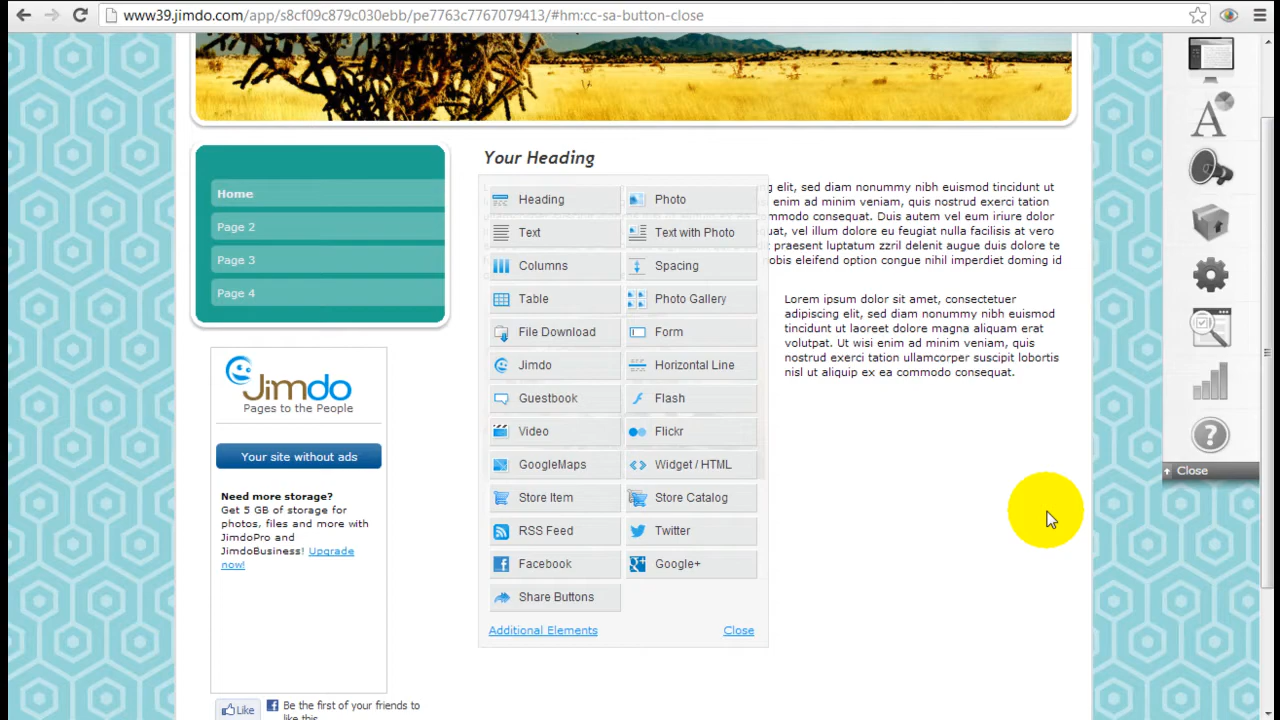 www39.jimdo.com/app/s8cf09c879c030ebb/pe7763c7767079413/#hm:cc-sa-button-close
Home
Page 2
Page 3
Page 4
Jimdo
Pages to the People
Your site without ads
Need more storage?
Get 5 GB of storage for
photos, files and more with
JimdoPro and
JimdoBusiness! Upgrade
now!
Like
Be the first of your friends to
like this.
Your Heading
Heading
Photo
Text
Text with Photo
Columns
Spacing
Table
Photo Gallery
File Download
Form
Jimdo
Horizontal Line
Guestbook
Flash
Video
Flickr
GoogleMaps
Widget / HTML
Store Item
Store Catalog
RSS Feed
Twitter
Facebook
Google+
Share Buttons
Additional Elements
Close
elit, sed diam nonummy nibh euismod tincidunt ut
enim ad minim veniam, quis nostrud exerci tation
consequat. Duis autem vel eum iriure dolor
vel illum dolore eu feugiat nulla facilisis at vero
praesent luptatum zzril delenit augue duis dolore te
obis eleifend option congue nihil imperdiet doming id
Lorem ipsum dolor sit amet, consectetuer
adipiscing elit, sed diam nonummy nibh euismod
tincidunt ut laoreet dolore magna aliquam erat
volutpat. Ut wisi enim ad minim veniam, quis
nostrud exerci tation ullamcorper suscipit lobortis
nisl ut aliquip ex ea commodo consequat.
A
?
Close